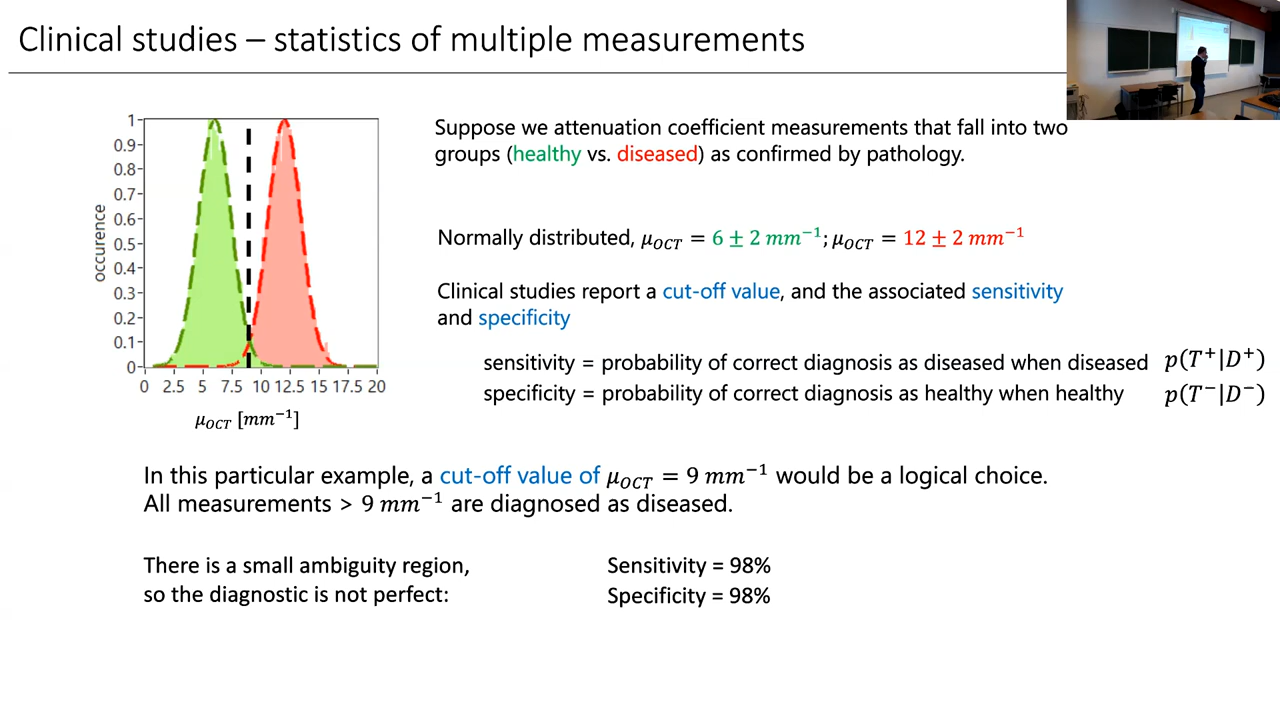 Clinical studies – statistics of multiple measurements
1
0.9
0.8
0.7
0.6
0.5
0.4
0.3
0.2
0.1
0
occurence
0 2.5 5 7.5 10 12.5 15 17.5 20
μ_OCT [mm⁻¹]
Suppose we attenuation coefficient measurements that fall into two
groups (healthy vs. diseased) as confirmed by pathology.
Normally distributed, μ_OCT = 6 ± 2 mm⁻¹; μ_OCT = 12 ± 2 mm⁻¹
Clinical studies report a cut-off value, and the associated sensitivity
and specificity
sensitivity = probability of correct diagnosis as diseased when diseased p(T⁺|D⁺)
specificity = probability of correct diagnosis as healthy when healthy p(T⁻|D⁻)
In this particular example, a cut-off value of μ_OCT = 9 mm⁻¹ would be a logical choice.
All measurements > 9 mm⁻¹ are diagnosed as diseased.
There is a small ambiguity region,
so the diagnostic is not perfect:
Sensitivity = 98%
Specificity = 98%